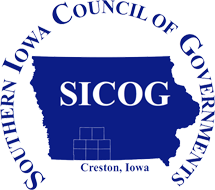 Southern Iowa Council of Governments
SICOG
Creston, Iowa